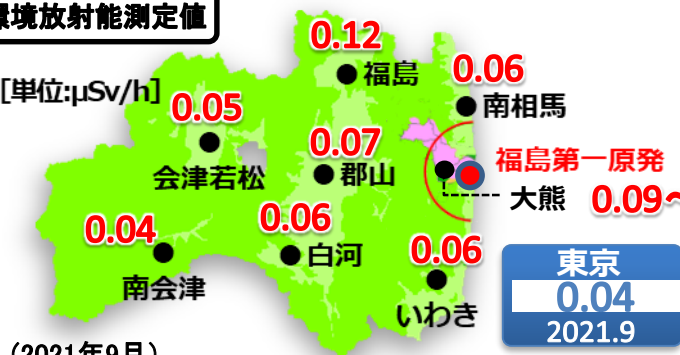 環境放射能測定値
[単位:μSv/h]
0.12
福島
0.06
南相馬
0.05
会津若松
0.07
郡山
福島第一原発
大熊
0.09～
0.04
南会津
0.06
白河
0.06
いわき
東京
0.04
2021.9
(2021年9月)